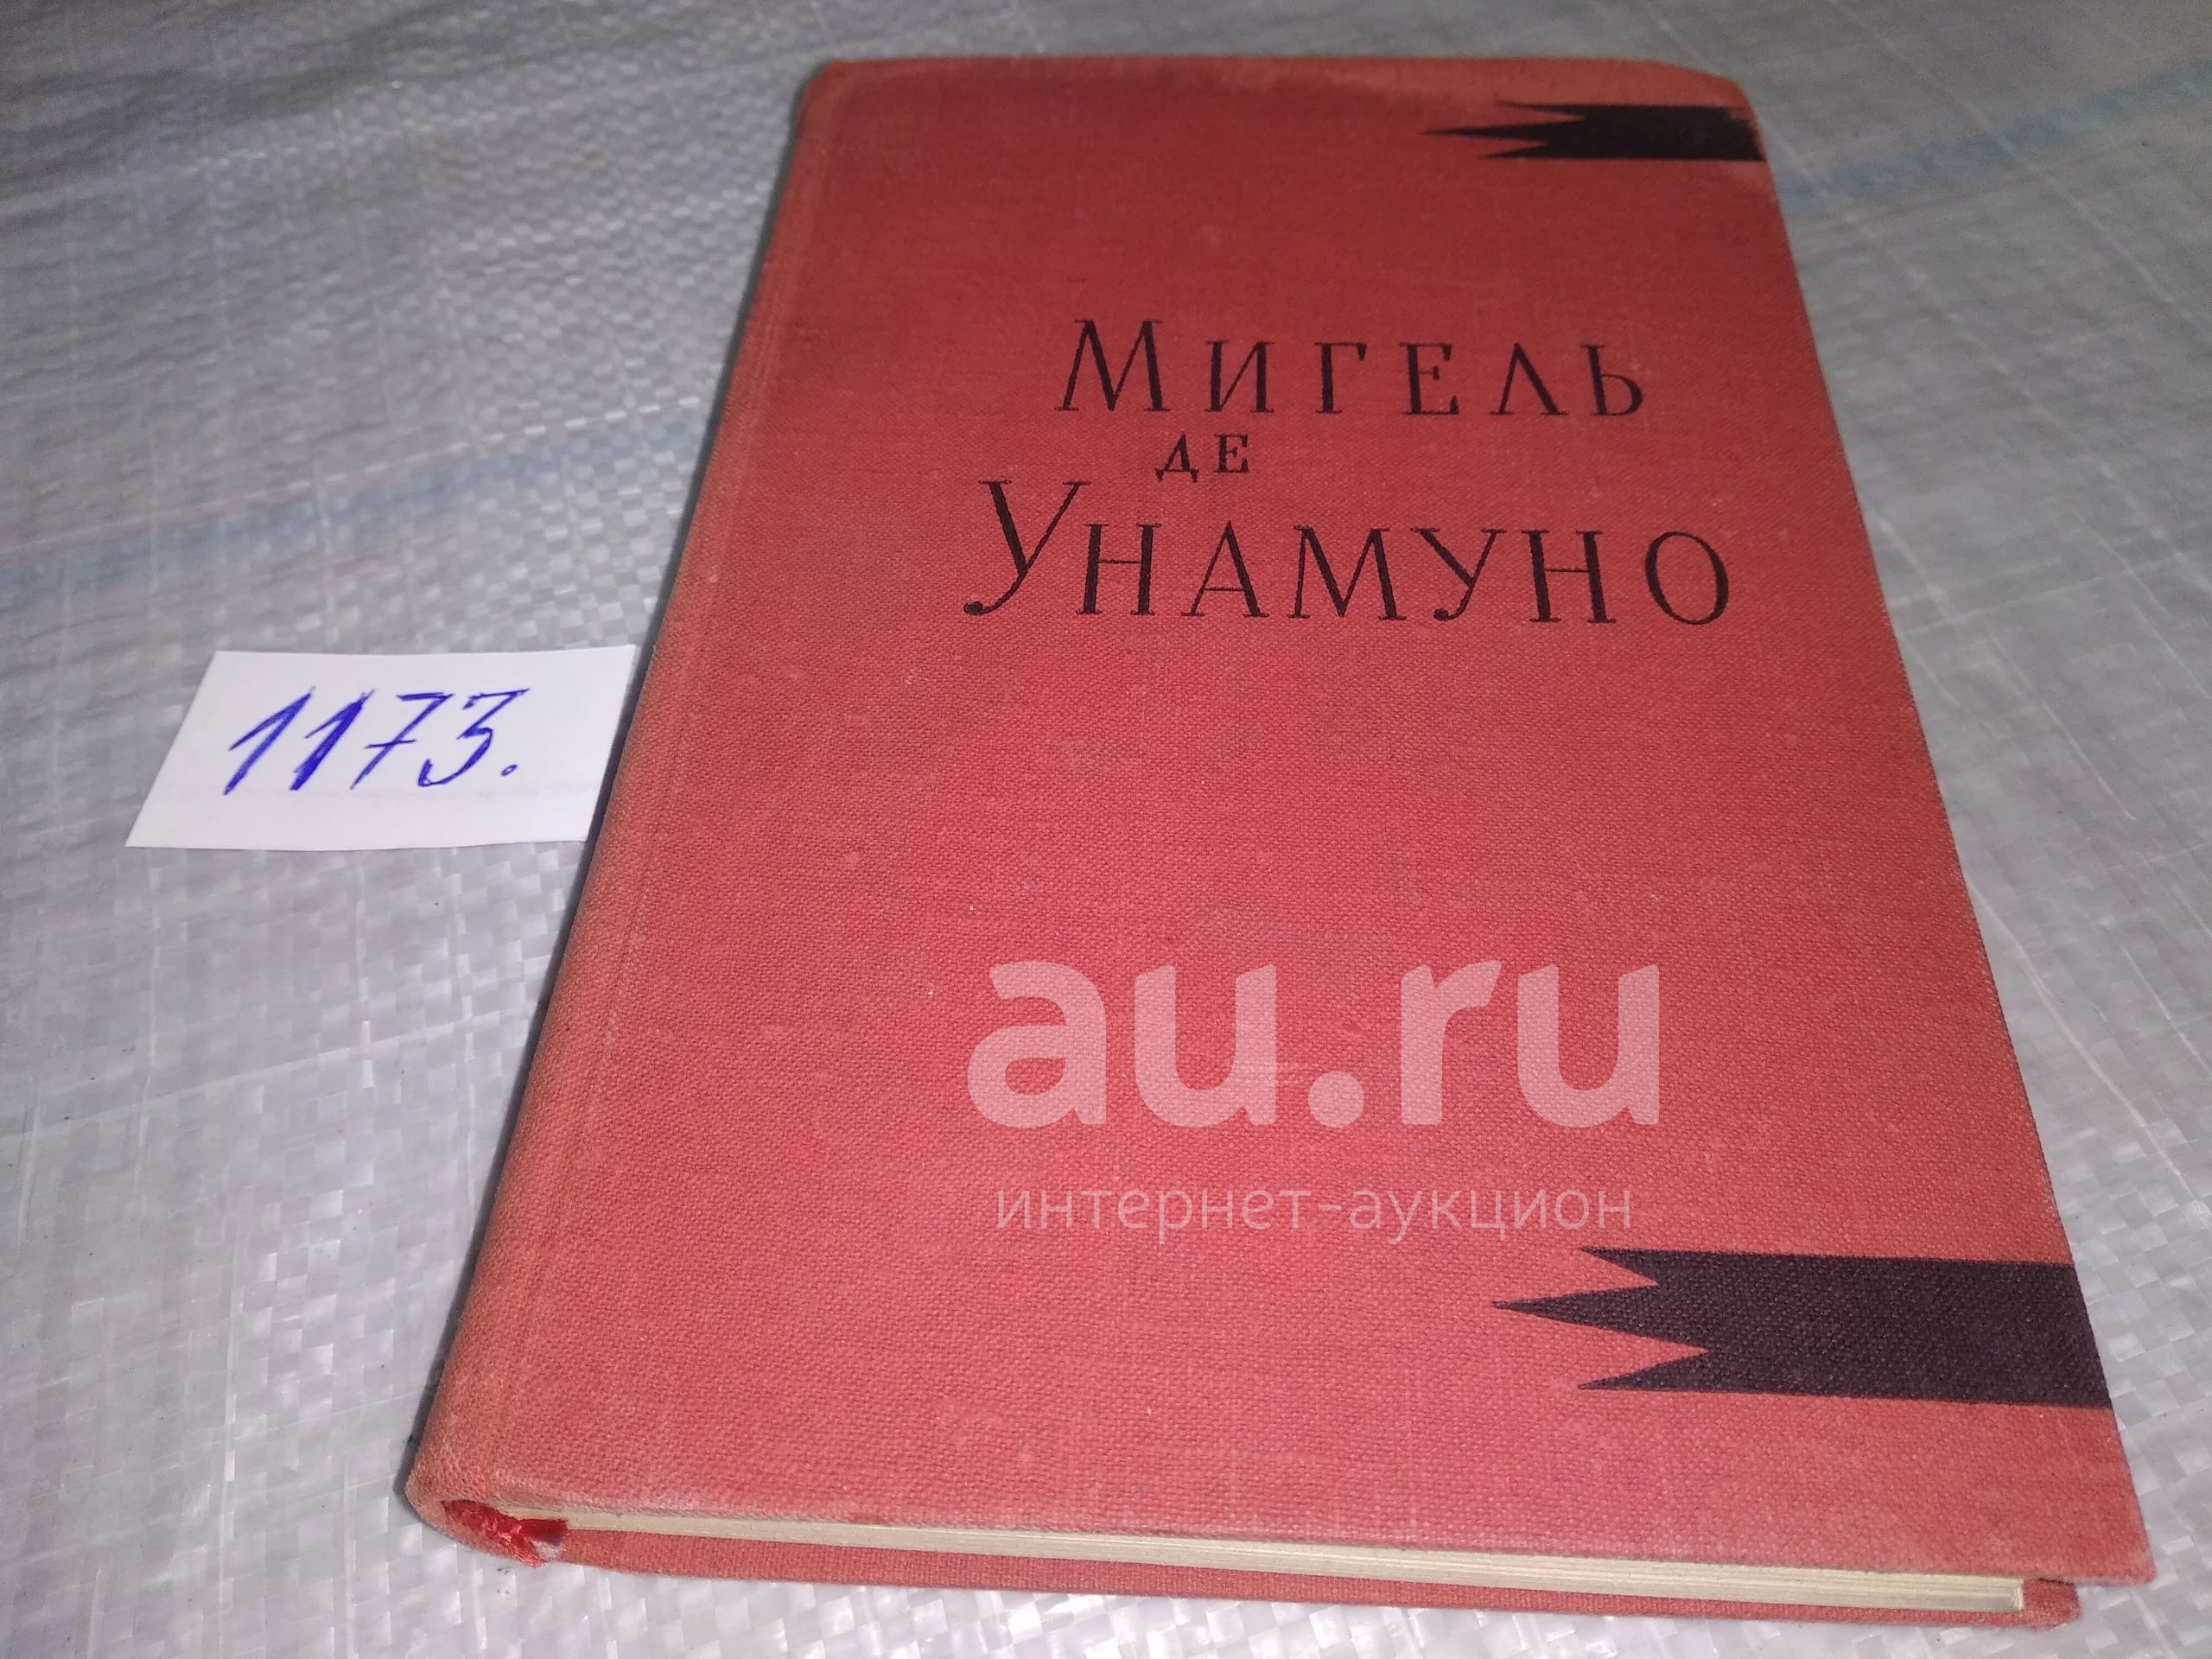 МИГЕЛЬ
ДЕ
УНАМУНО
1173.
au.ru
интернет-аукцион